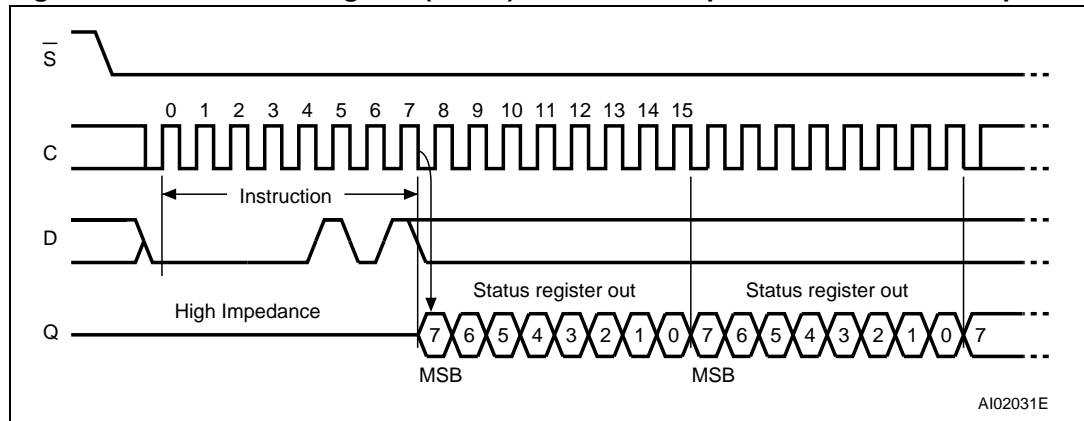 S
0 1 2 3 4 5 6 7 8 9 10 11 12 13 14 15
C
Instruction
D
Status register out Status register out
High Impedance
Q 7 6 5 4 3 2 1 0 7 6 5 4 3 2 1 0 7
MSB MSB
AI02031E